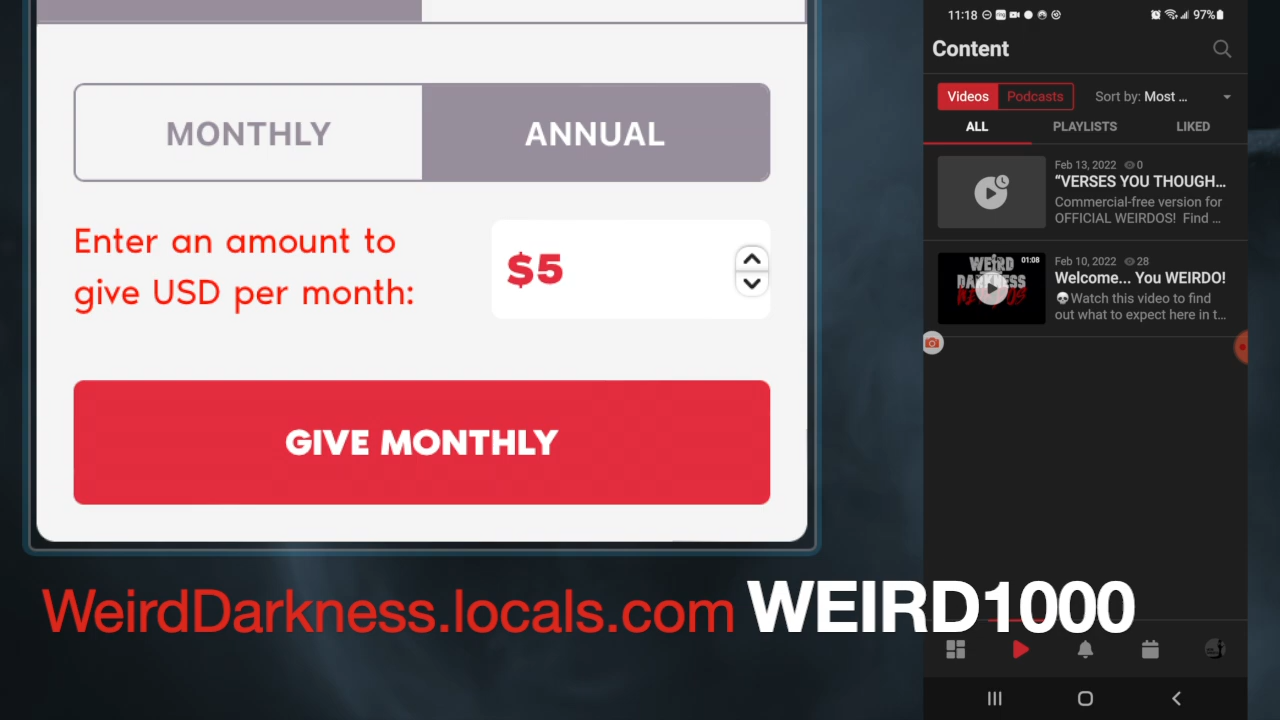 MONTHLY
ANNUAL
Enter an amount to
give USD per month:
$5
GIVE MONTHLY
WeirdDarkness.locals.com WEIRD1000
11:18
97%
Content
Videos
Podcasts
Sort by: Most ...
ALL
PLAYLISTS
LIKED
Feb 13, 2022 0
“VERSES YOU THOUGH...
Commercial-free version for
OFFICIAL WEIRDOS! Find ...
WEIRD
DARKNESS
01:08
Feb 10, 2022 28
Welcome... You WEIRDO!
💀Watch this video to find
out what to expect here in t...